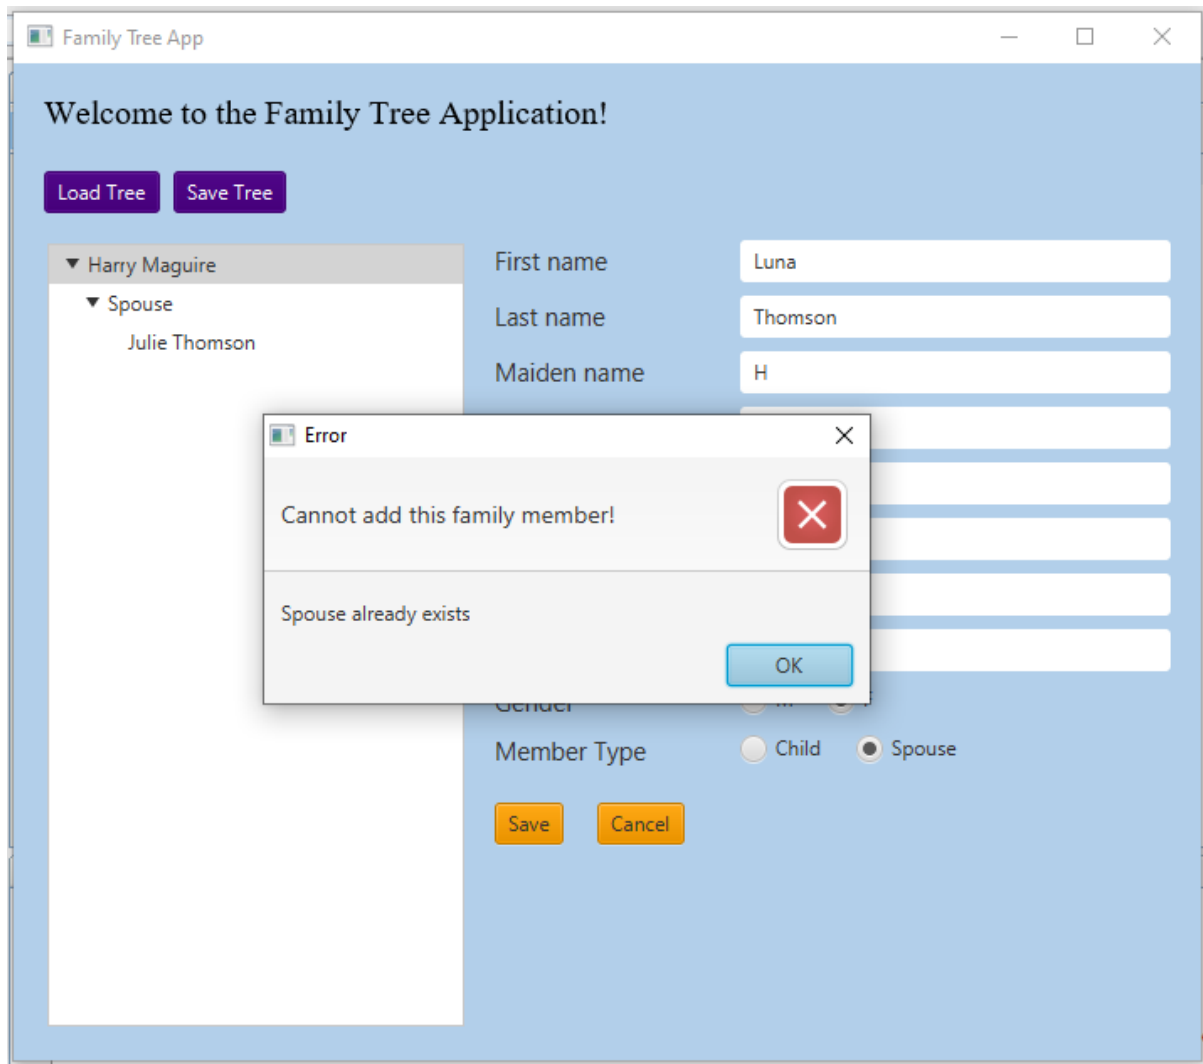 Family Tree App
Welcome to the Family Tree Application!
Load Tree Save Tree
Harry Maguire
Spouse
Julie Thomson
First name Luna
Last name Thomson
Maiden name H
Error
Cannot add this family member!
Spouse already exists
OK
Gender
Member Type Child Spouse
Save Cancel